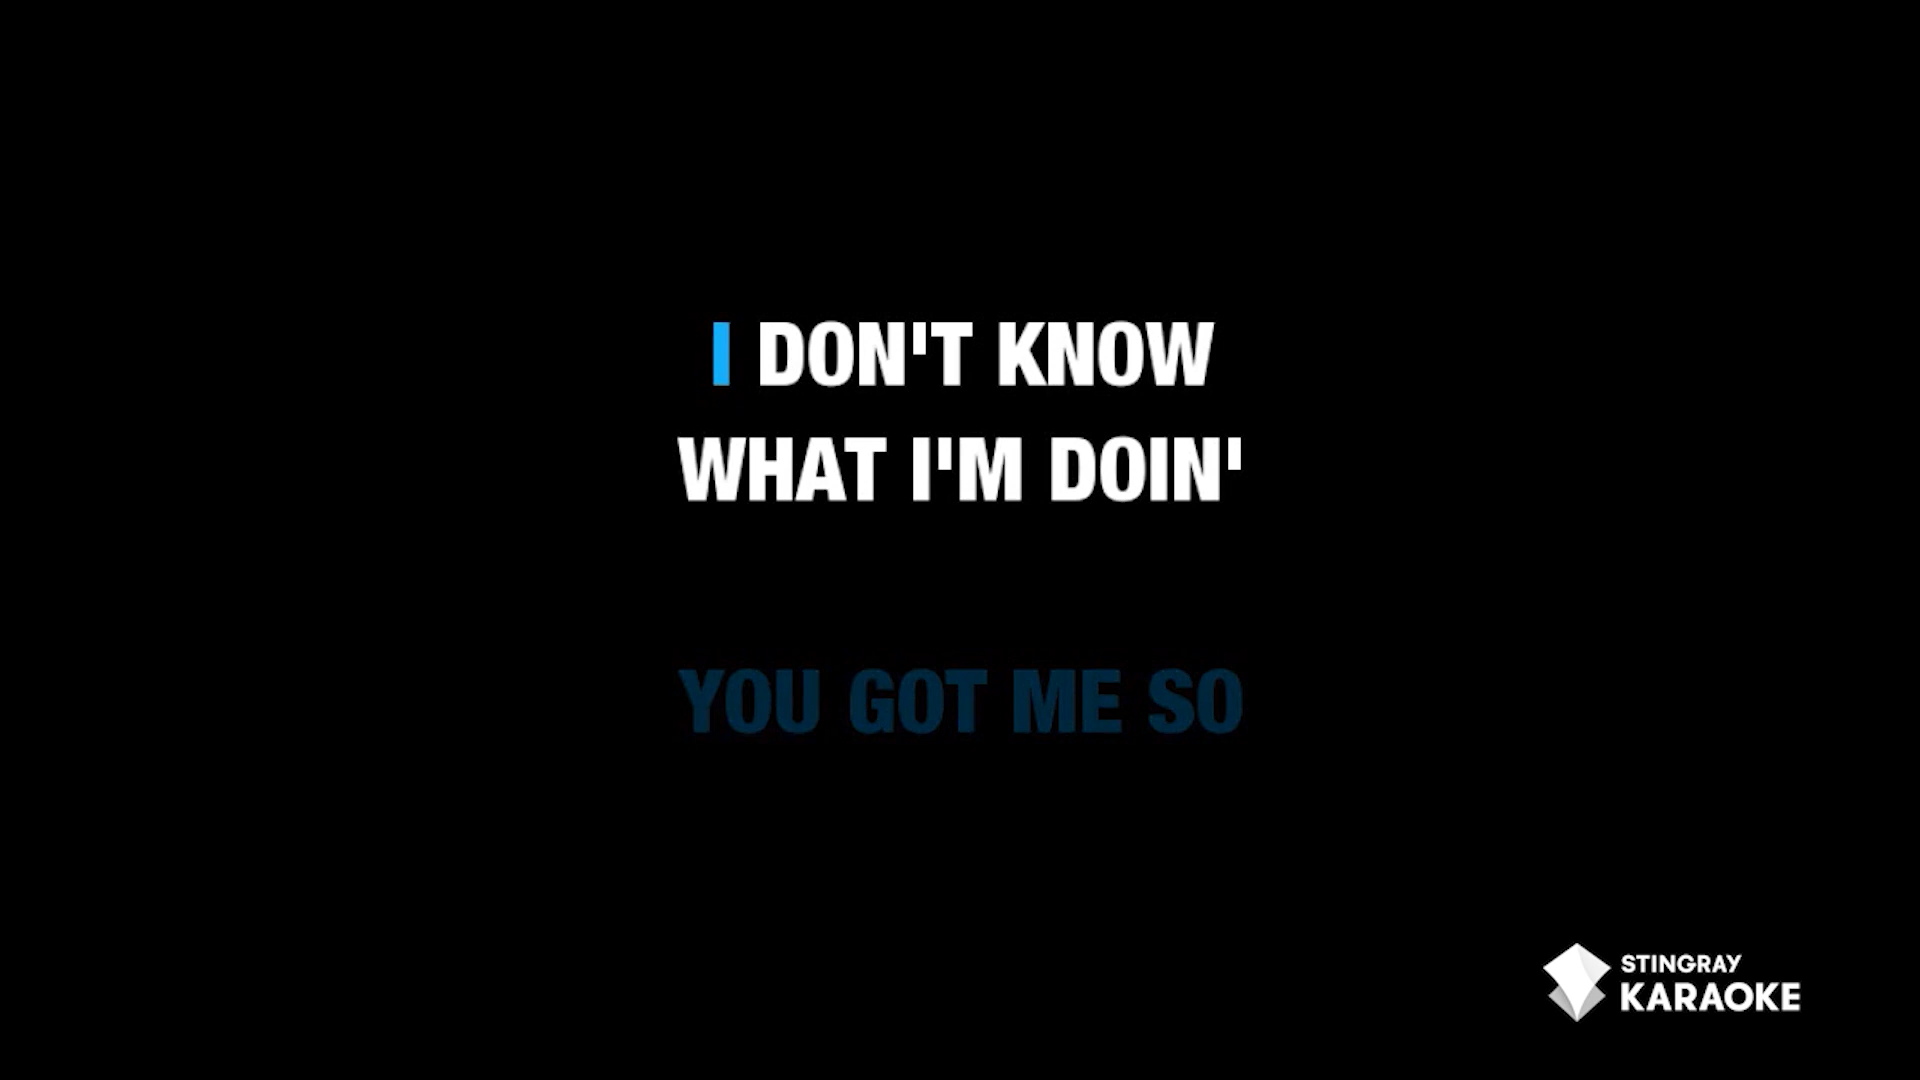 I DON'T KNOW
WHAT I'M DOIN'
YOU GOT ME SO
STINGRAY
KARAOKE